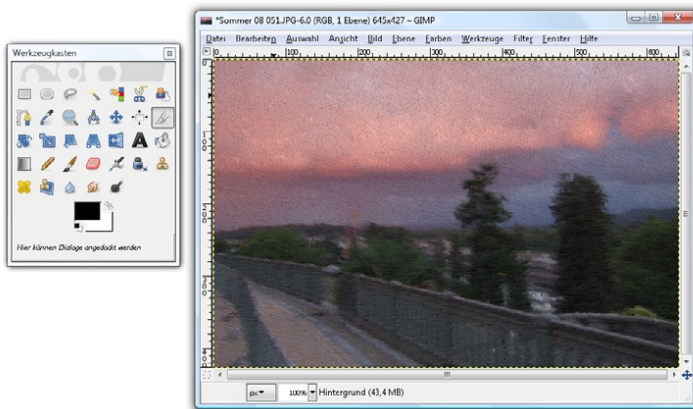 *Sommer 08 051.JPG-6.0 (RGB, 1 Ebene) 645x427 – GIMP
Werkzeugkasten
Datei Bearbeiten Auswahl Ansicht Bild Ebene Farben Werkzeuge Filter Fenster Hilfe
0 100 200 300 400 500 600
Hier können Dialoge angedockt werden
px 100% Hintergrund (43,4 MB)